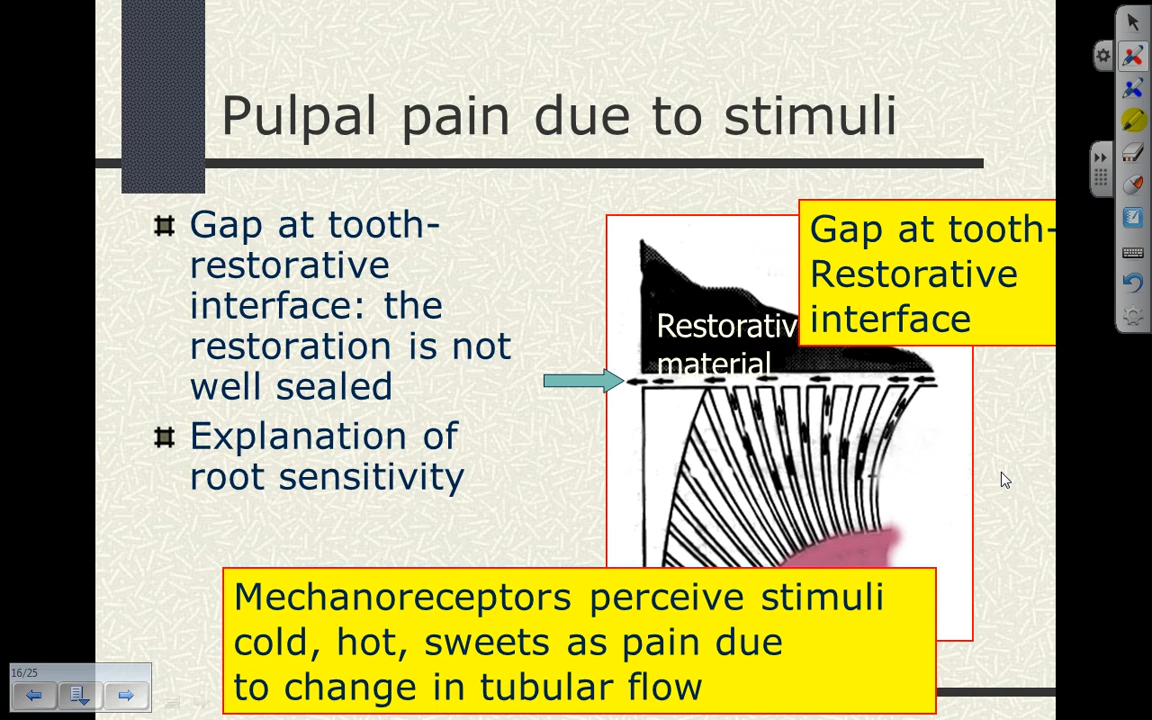 Pulpal pain due to stimuli
Gap at tooth-
restorative
interface: the
restoration is not
well sealed
Explanation of
root sensitivity
Gap at tooth-
Restorative
interface
material
Mechanoreceptors perceive stimuli
cold, hot, sweets as pain due
to change in tubular flow
16/25